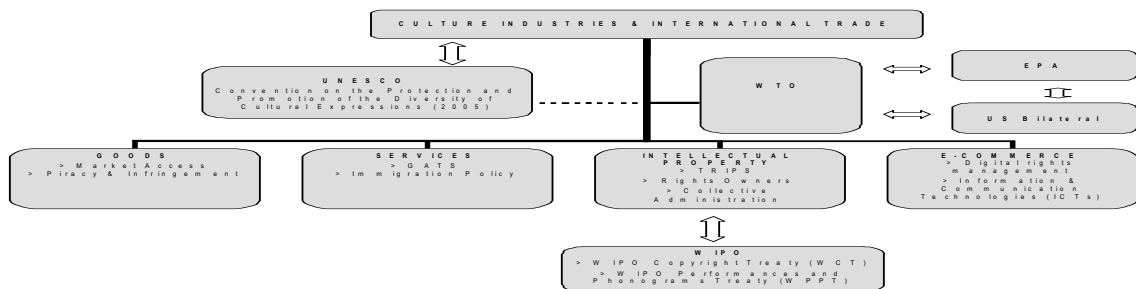 CULTURE INDUSTRIES & INTERNATIONAL TRADE
UNESCO
Convention on the Protection and
Promotion of the Diversity of
Cultural Expressions (2005)
WTO
EPA
US Bilateral
GOODS
> Market Access
> Piracy & Infringement
SERVICES
> GATS
> Immigration Policy
INTELLECTUAL
PROPERTY
> TRIPS
> Rights Owners
> Collective
Administration
E-COMMERCE
> Digital rights
management
> Information &
Communication
Technologies (ICTs)
WIPO
> WIPO Copyright Treaty (WCT)
> WIPO Performances and
Phonograms Treaty (WPPT)